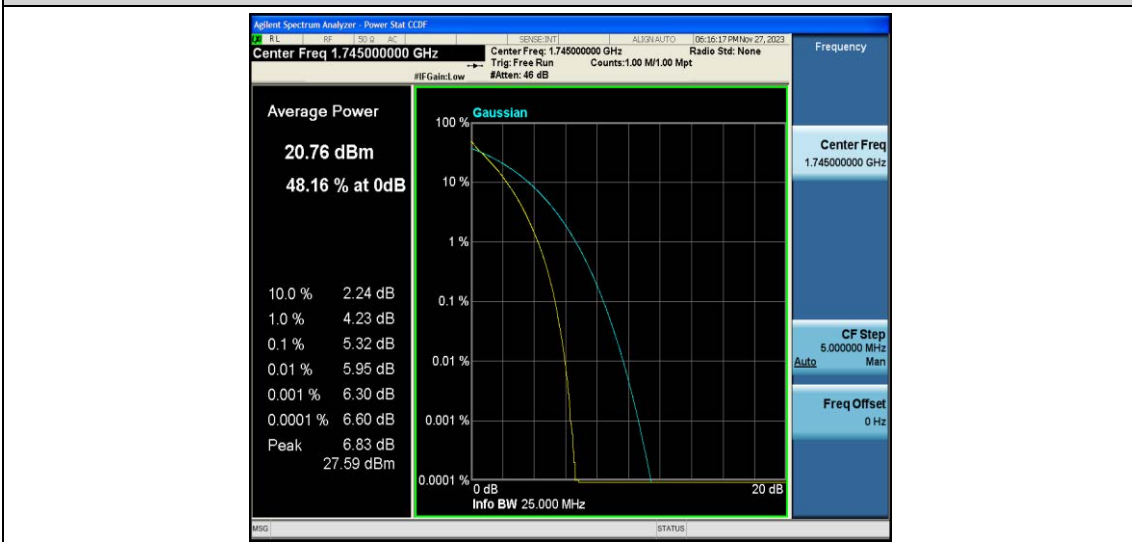 Agilent Spectrum Analyzer - Power Stat CCDF
RL RF 50 Ω AC SENSE:INT ALIGN AUTO 05:16:17 PM Nov 27, 2023
Center Freq 1.745000000 GHz
Center Freq: 1.745000000 GHz Radio Std: None
Trig: Free Run Counts:1.00 M/1.00 Mpt
#IFGain:Low #Atten: 46 dB
Frequency
Average Power
20.76 dBm
48.16 % at 0dB
10.0 % 2.24 dB
1.0 % 4.23 dB
0.1 % 5.32 dB
0.01 % 5.95 dB
0.001 % 6.30 dB
0.0001 % 6.60 dB
Peak 6.83 dB
27.59 dBm
Gaussian
100 %
10 %
1 %
0.1 %
0.01 %
0.001 %
0.0001 %
0 dB 20 dB
Info BW 25.000 MHz
Center Freq
1.745000000 GHz
CF Step
5.000000 MHz
Auto Man
Freq Offset
0 Hz
MSG STATUS